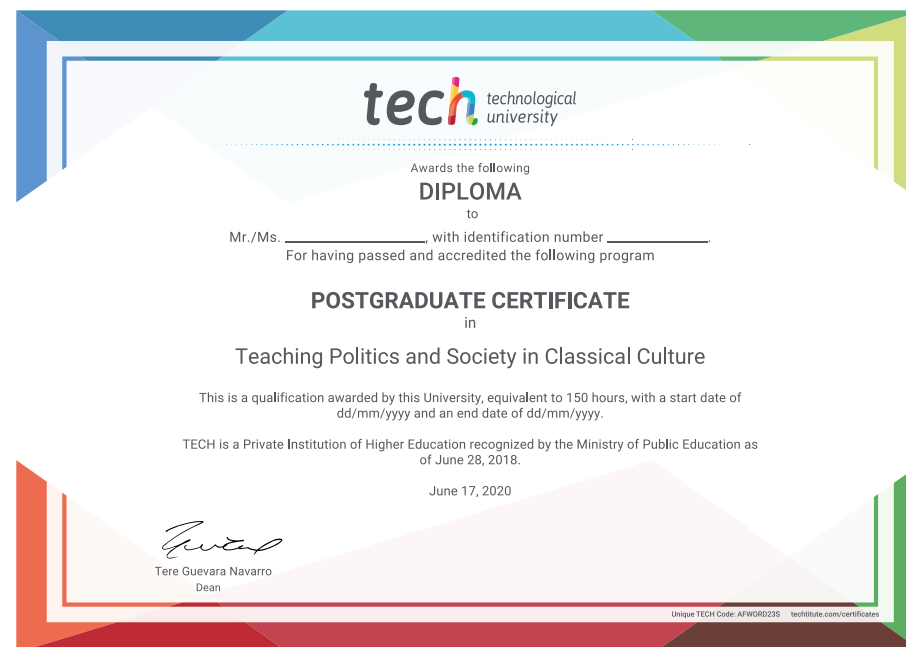 tech technological
university
Awards the following
DIPLOMA
to
Mr./Ms. ____________________, with identification number ______________.
For having passed and accredited the following program
POSTGRADUATE CERTIFICATE
in
Teaching Politics and Society in Classical Culture
This is a qualification awarded by this University, equivalent to 150 hours, with a start date of
dd/mm/yyyy and an end date of dd/mm/yyyy.
TECH is a Private Institution of Higher Education recognized by the Ministry of Public Education as
of June 28, 2018.
June 17, 2020
Tere Guevara Navarro
Dean
Unique TECH Code: AFWORD23S techtitute.com/certificates